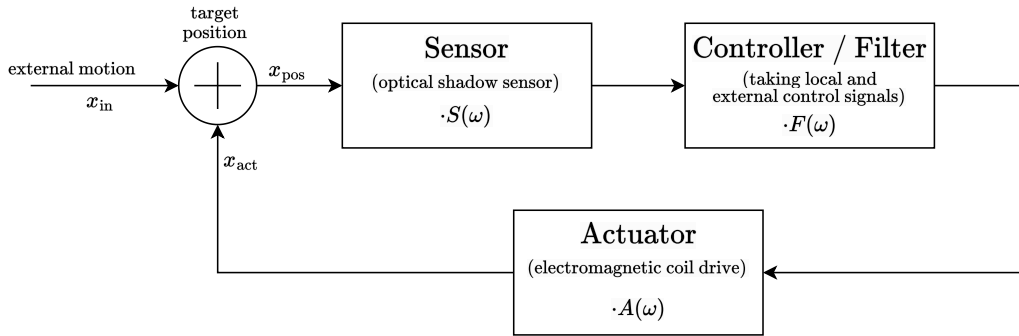 target
position
external motion
x_in
x_pos
Sensor
(optical shadow sensor)
·S(ω)
Controller / Filter
(taking local and
external control signals)
·F(ω)
x_act
Actuator
(electromagnetic coil drive)
·A(ω)